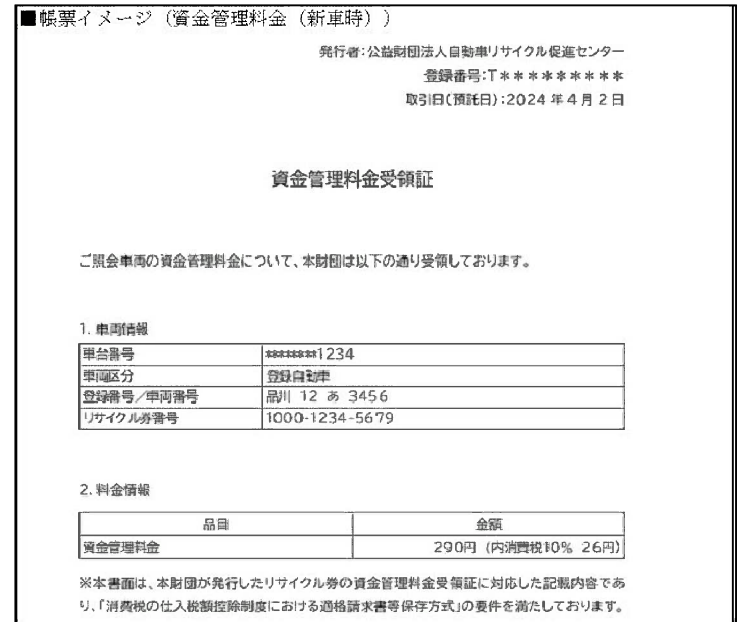 ■帳票イメージ（資金管理料金（新車時））
発行者:公益財団法人自動車リサイクル促進センター
登録番号:T＊＊＊＊＊＊＊＊＊
取引日(預託日):2024年4月2日
資金管理料金受領証
ご照会車両の資金管理料金について、本財団は以下の通り受領しております。
1. 車両情報
車台番号 ********1234
車両区分 登録自動車
登録番号／車両番号 品川 12 あ 3456
リサイクル券番号 1000-1234-5679
2. 料金情報
品目 金額
資金管理料金 290円 (内消費税10% 26円)
※本書面は、本財団が発行したリサイクル券の資金管理料金受領証に対応した記載内容であ
り、「消費税の仕入税額控除制度における適格請求書等保存方式」の要件を満たしております。